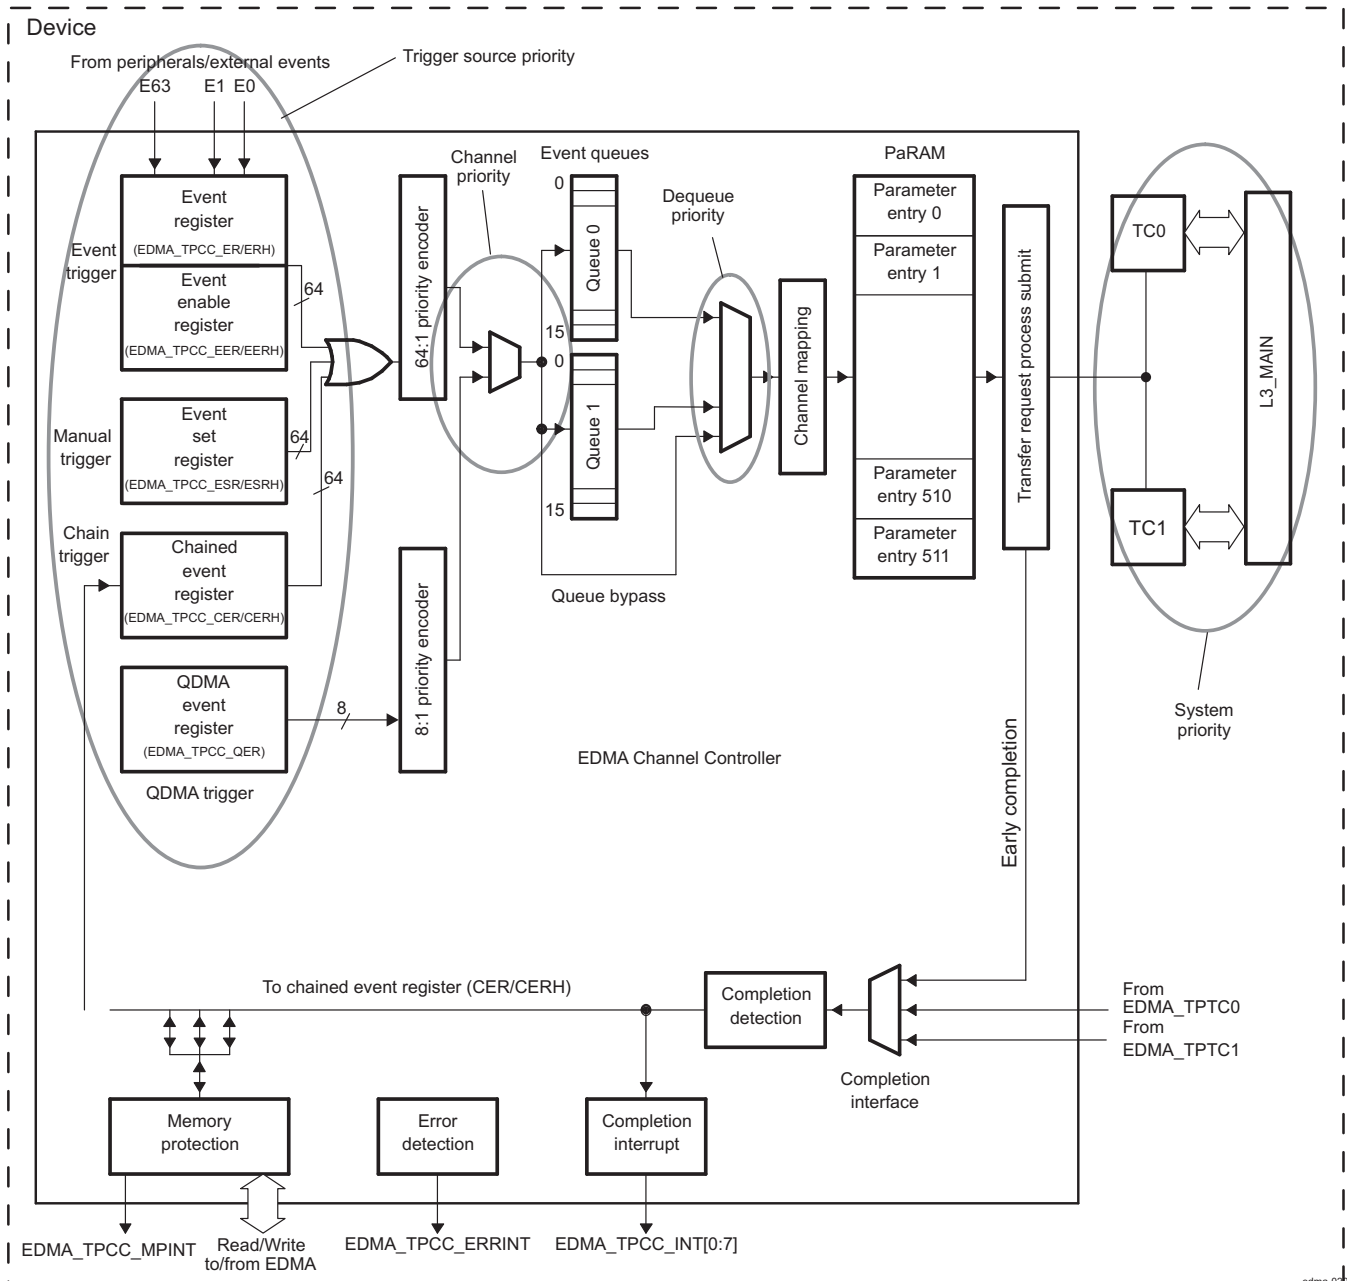 Device
From peripherals/external events
Trigger source priority
E63
E1
E0
Event
register
(EDMA_TPCC_ER/ERH)
Event
trigger
Event
enable
register
(EDMA_TPCC_EER/EERH)
64
Manual
trigger
Event
set
register
(EDMA_TPCC_ESR/ESRH)
64
64
Chain
trigger
Chained
event
register
(EDMA_TPCC_CER/CERH)
QDMA
event
register
(EDMA_TPCC_QER)
QDMA trigger
8
64:1 priority encoder
8:1 priority encoder
Channel
priority
Event queues
0
Queue 0
15
0
Queue 1
15
Queue bypass
Dequeue
priority
Channel mapping
PaRAM
Parameter
entry 0
Parameter
entry 1
Parameter
entry 510
Parameter
entry 511
Transfer request process submit
TC0
TC1
L3_MAIN
System
priority
EDMA Channel Controller
Early completion
To chained event register (CER/CERH)
Completion
detection
Completion
interface
From
EDMA_TPTC0
From
EDMA_TPTC1
Memory
protection
Error
detection
Completion
interrupt
EDMA_TPCC_MPINT
Read/Write
to/from EDMA
EDMA_TPCC_ERRINT
EDMA_TPCC_INT[0:7]